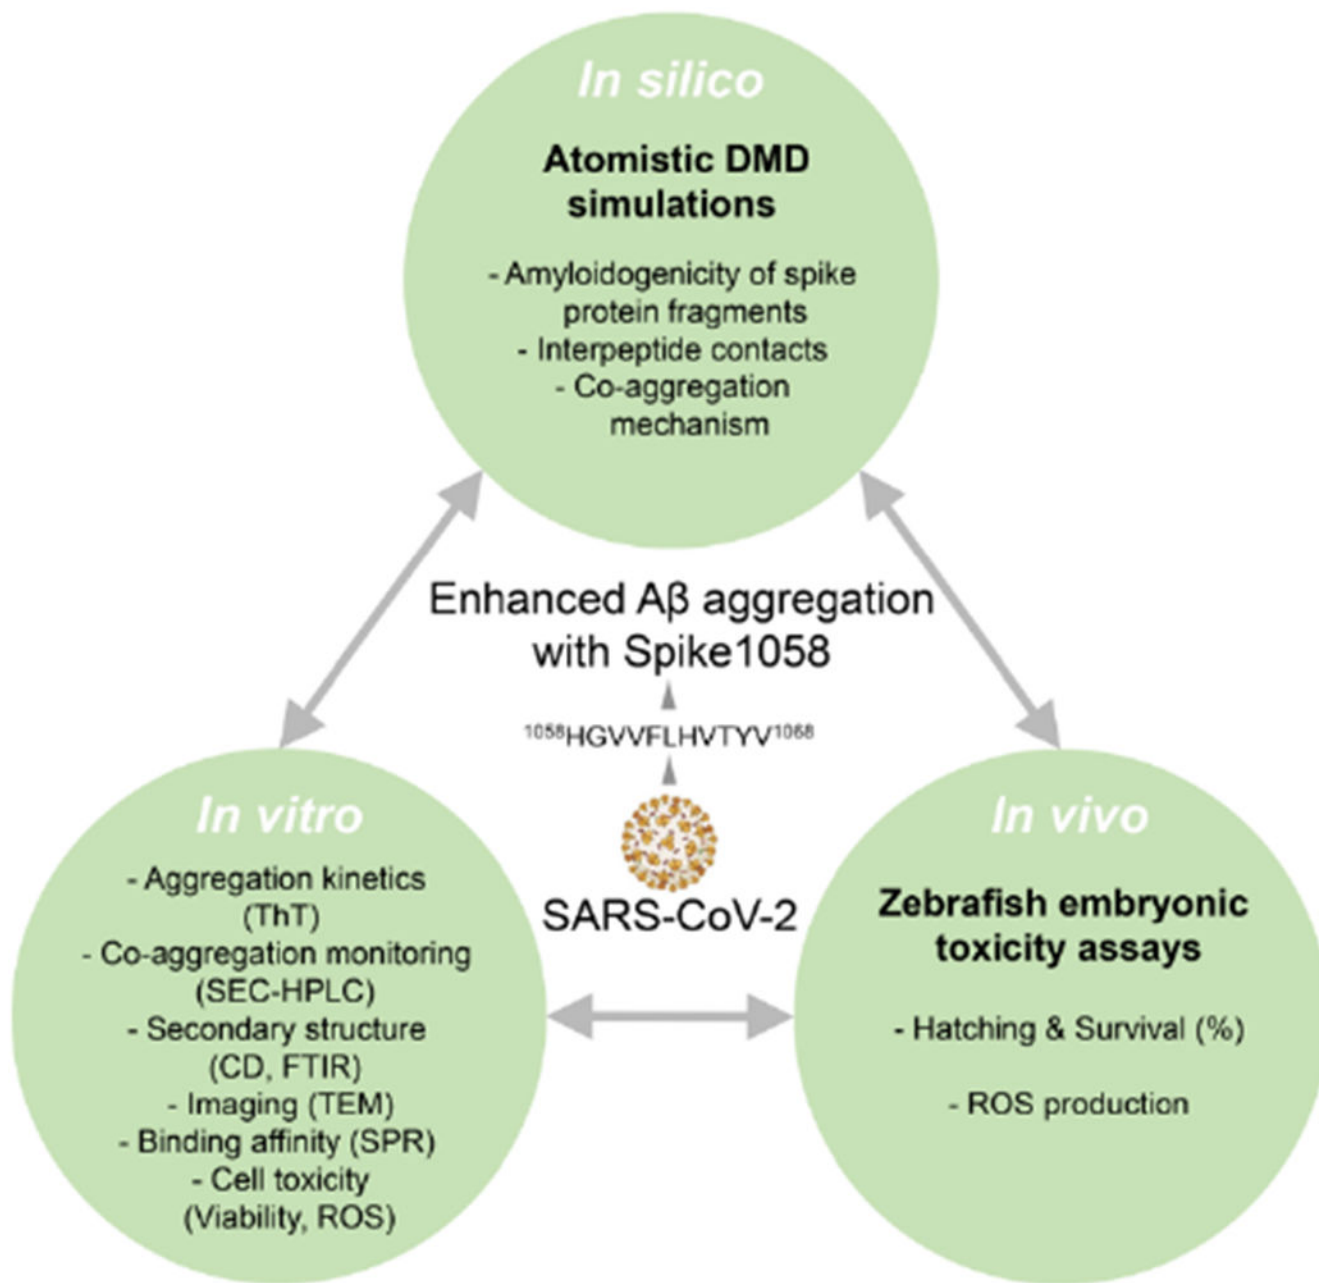 In silico
Atomistic DMD
simulations
- Amyloidogenicity of spike
protein fragments
- Interpeptide contacts
- Co-aggregation
mechanism
Enhanced Aβ aggregation
with Spike1058
¹⁰⁵⁸HGVVFLHVTYV¹⁰⁶⁸
SARS-CoV-2
In vitro
- Aggregation kinetics
(ThT)
- Co-aggregation monitoring
(SEC-HPLC)
- Secondary structure
(CD, FTIR)
- Imaging (TEM)
- Binding affinity (SPR)
- Cell toxicity
(Viability, ROS)
In vivo
Zebrafish embryonic
toxicity assays
- Hatching & Survival (%)
- ROS production